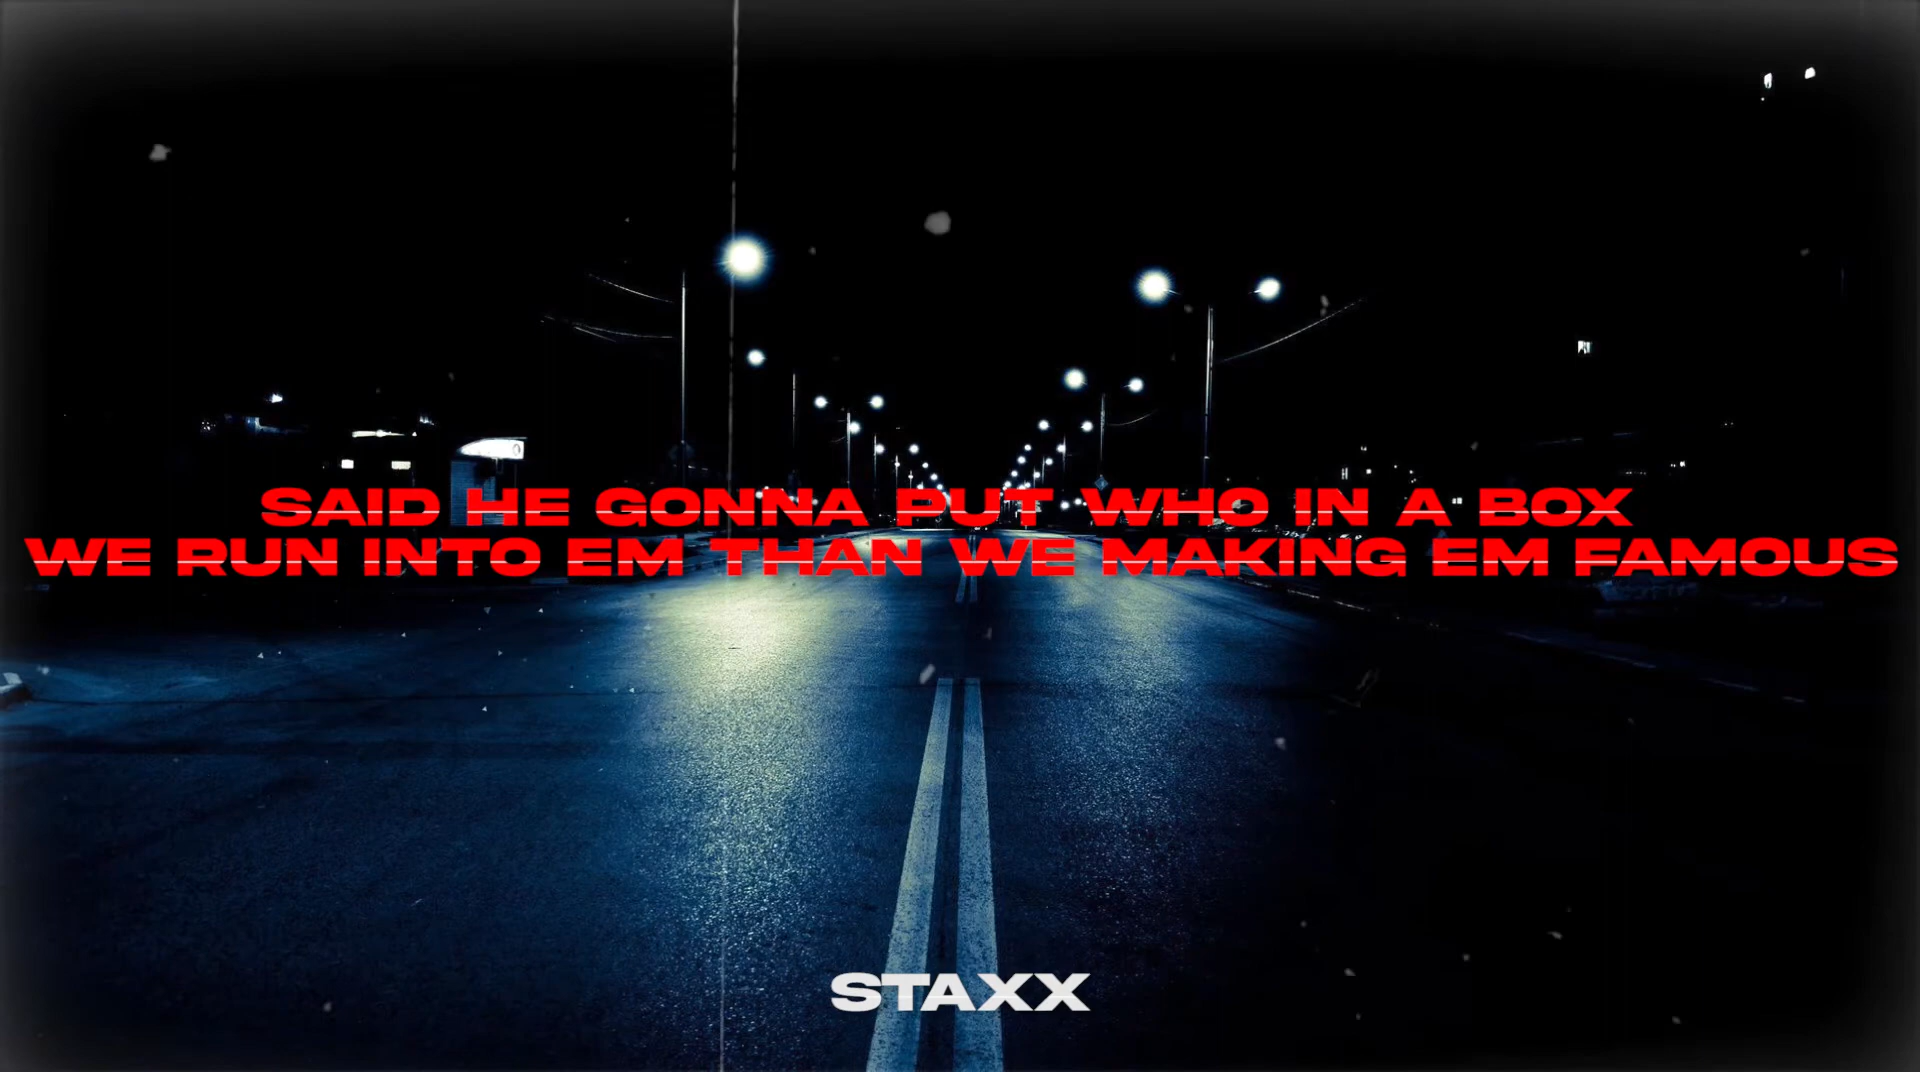 SAID HE GONNA PUT WHO IN A BOX
WE RUN INTO EM THAN WE MAKING EM FAMOUS
STAXX